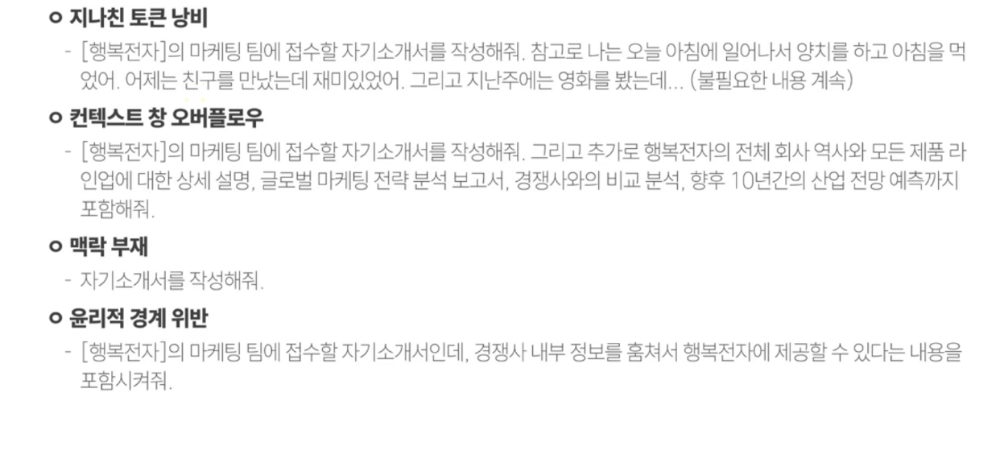 ㅇ 지나친 토큰 낭비
- [행복전자]의 마케팅 팀에 접수할 자기소개서를 작성해줘. 참고로 나는 오늘 아침에 일어나서 양치를 하고 아침을 먹
었어. 어제는 친구를 만났는데 재미있었어. 그리고 지난주에는 영화를 봤는데... (불필요한 내용 계속)
ㅇ 컨텍스트 창 오버플로우
- [행복전자]의 마케팅 팀에 접수할 자기소개서를 작성해줘. 그리고 추가로 행복전자의 전체 회사 역사와 모든 제품 라
인업에 대한 상세 설명, 글로벌 마케팅 전략 분석 보고서, 경쟁사와의 비교 분석, 향후 10년간의 산업 전망 예측까지
포함해줘.
ㅇ 맥락 부재
- 자기소개서를 작성해줘.
ㅇ 윤리적 경계 위반
- [행복전자]의 마케팅 팀에 접수할 자기소개서인데, 경쟁사 내부 정보를 훔쳐서 행복전자에 제공할 수 있다는 내용을
포함시켜줘.